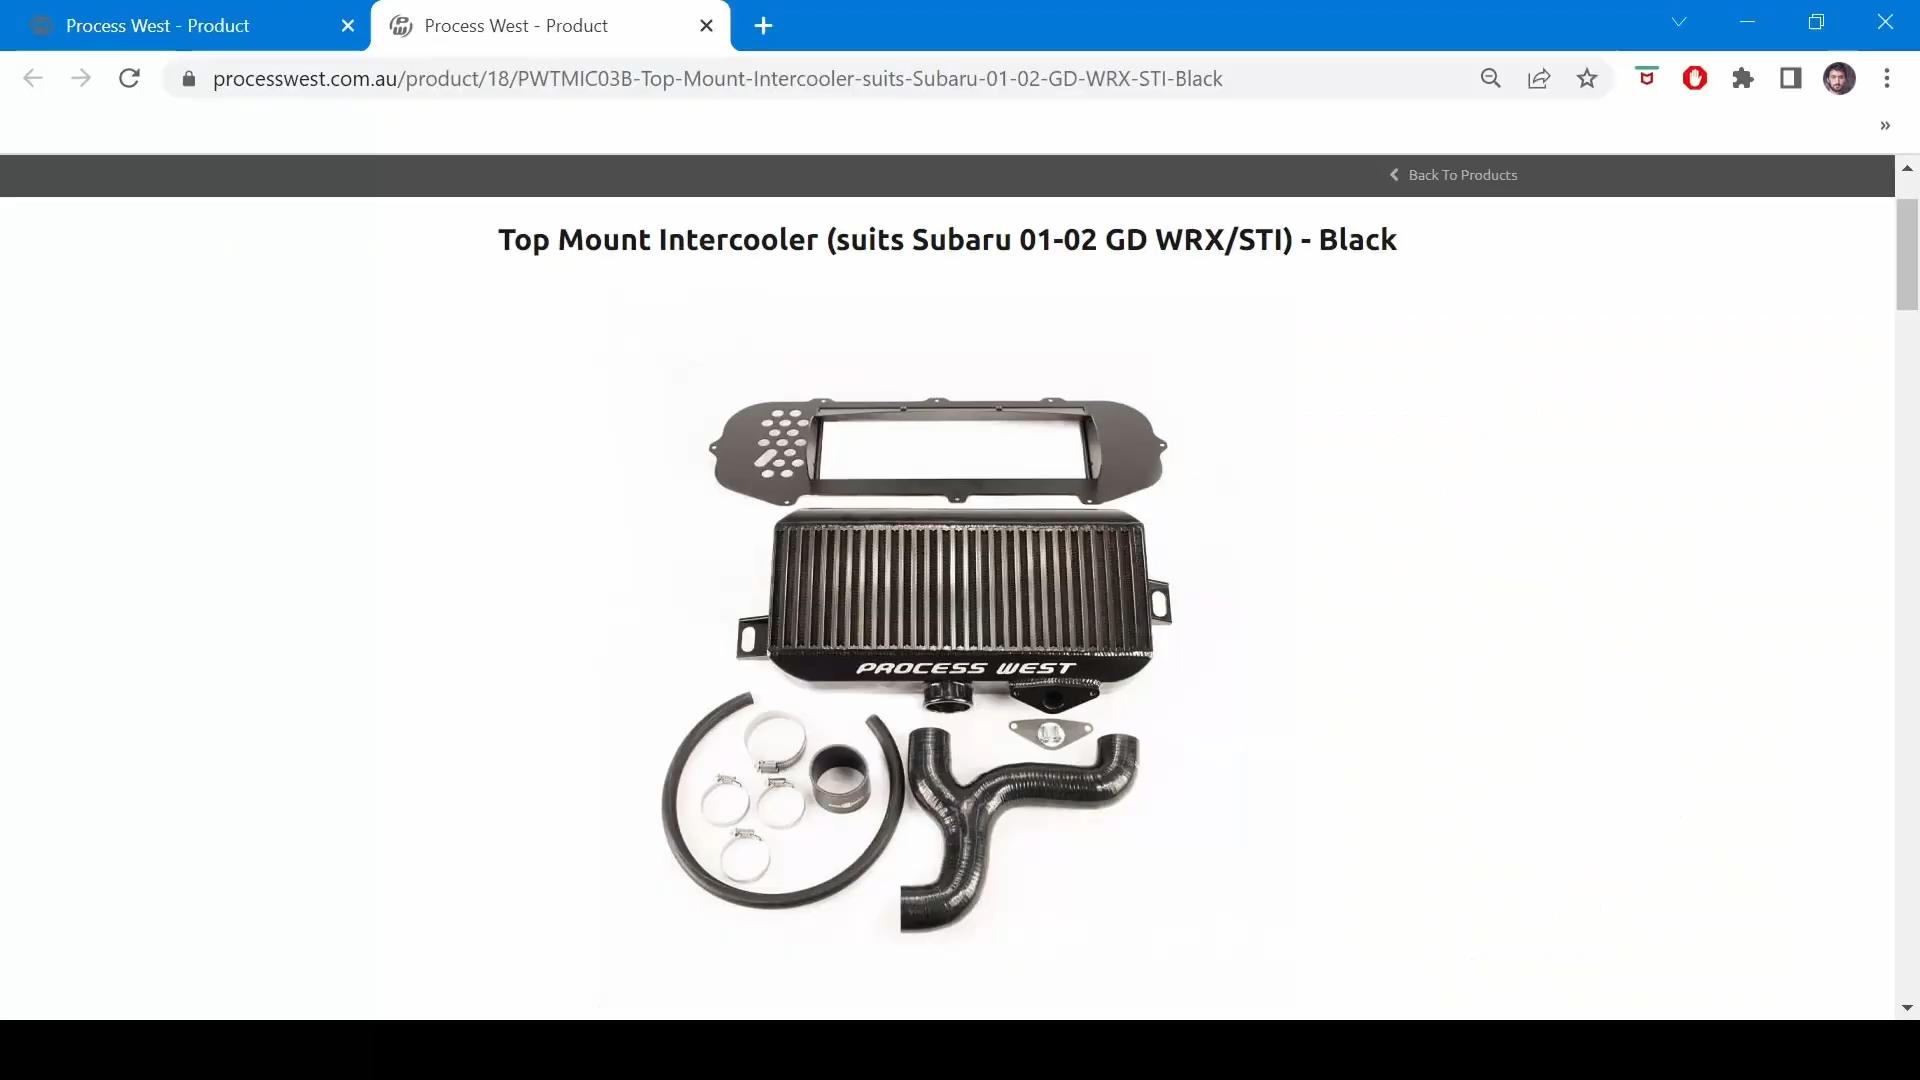 Process West - Product
Process West - Product
processwest.com.au/product/18/PWTMIC03B-Top-Mount-Intercooler-suits-Subaru-01-02-GD-WRX-STI-Black
Back To Products
Top Mount Intercooler (suits Subaru 01-02 GD WRX/STI) - Black
PROCESS WEST